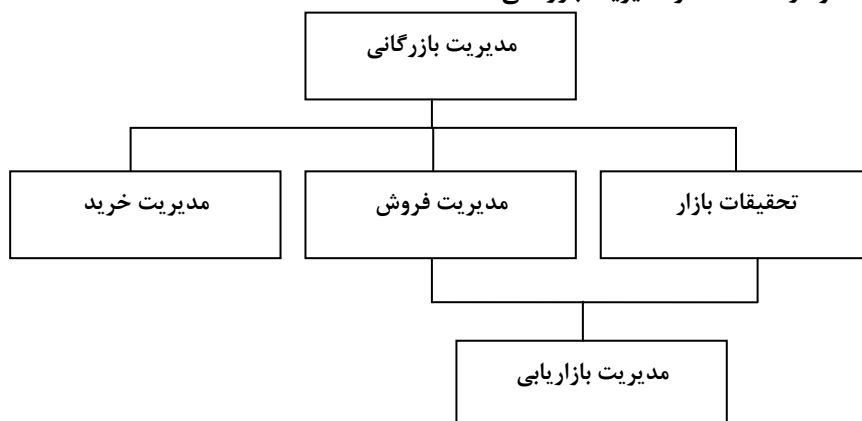 مدیریت بازرگانی
تحقیقات بازار
مدیریت فروش
مدیریت خرید
مدیریت بازاریابی